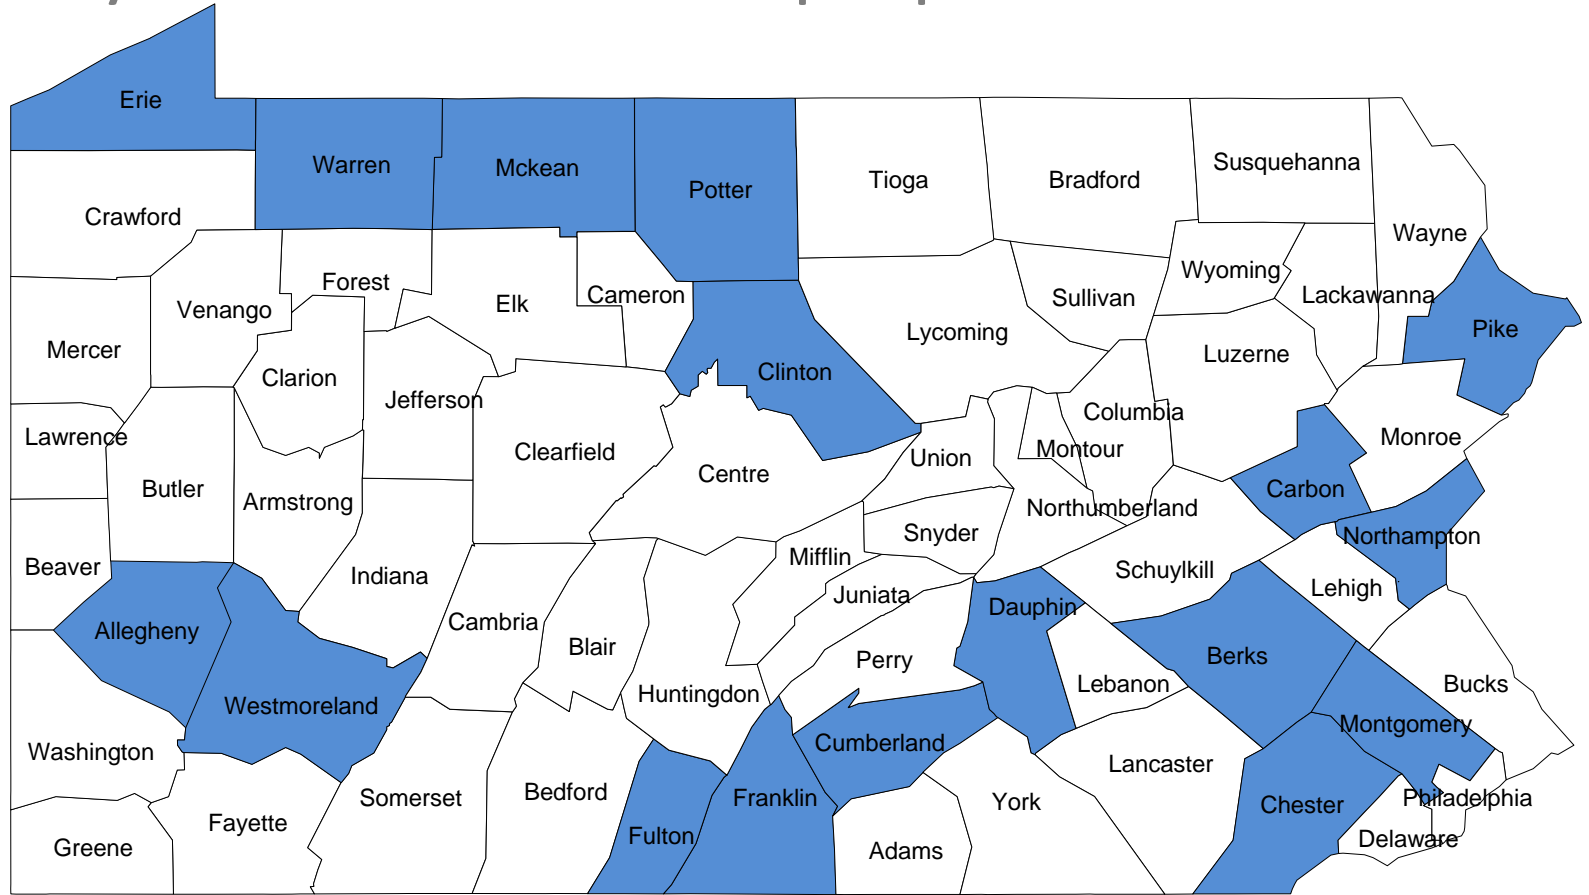 Erie
Warren
Mckean
Potter
Tioga
Bradford
Susquehanna
Crawford
Wayne
Forest
Venango
Elk
Cameron
Sullivan
Wyoming
Lackawanna
Pike
Mercer
Lycoming
Luzerne
Clarion
Clinton
Jefferson
Columbia
Lawrence
Clearfield
Centre
Union
Montour
Monroe
Butler
Armstrong
Carbon
Northumberland
Snyder
Northampton
Beaver
Indiana
Mifflin
Juniata
Schuylkill
Lehigh
Dauphin
Allegheny
Cambria
Blair
Perry
Berks
Huntingdon
Lebanon
Bucks
Westmoreland
Montgomery
Washington
Cumberland
Lancaster
Somerset
Bedford
Franklin
York
Chester
Philadelphia
Fayette
Fulton
Greene
Adams
Delaware